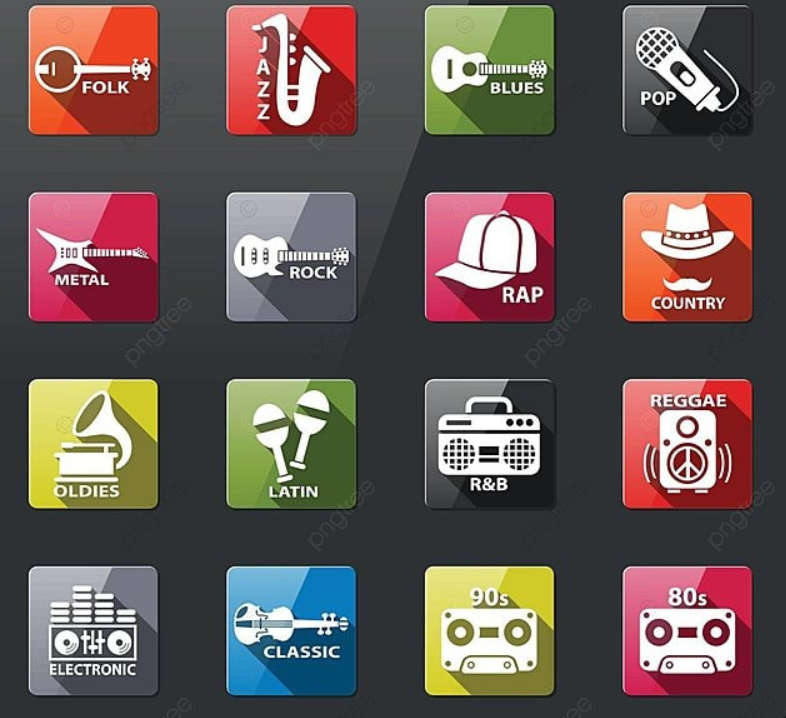 FOLK
JAZZ
BLUES
POP
METAL
ROCK
RAP
COUNTRY
OLDIES
LATIN
R&B
REGGAE
ELECTRONIC
CLASSIC
90s
80s
pngtree